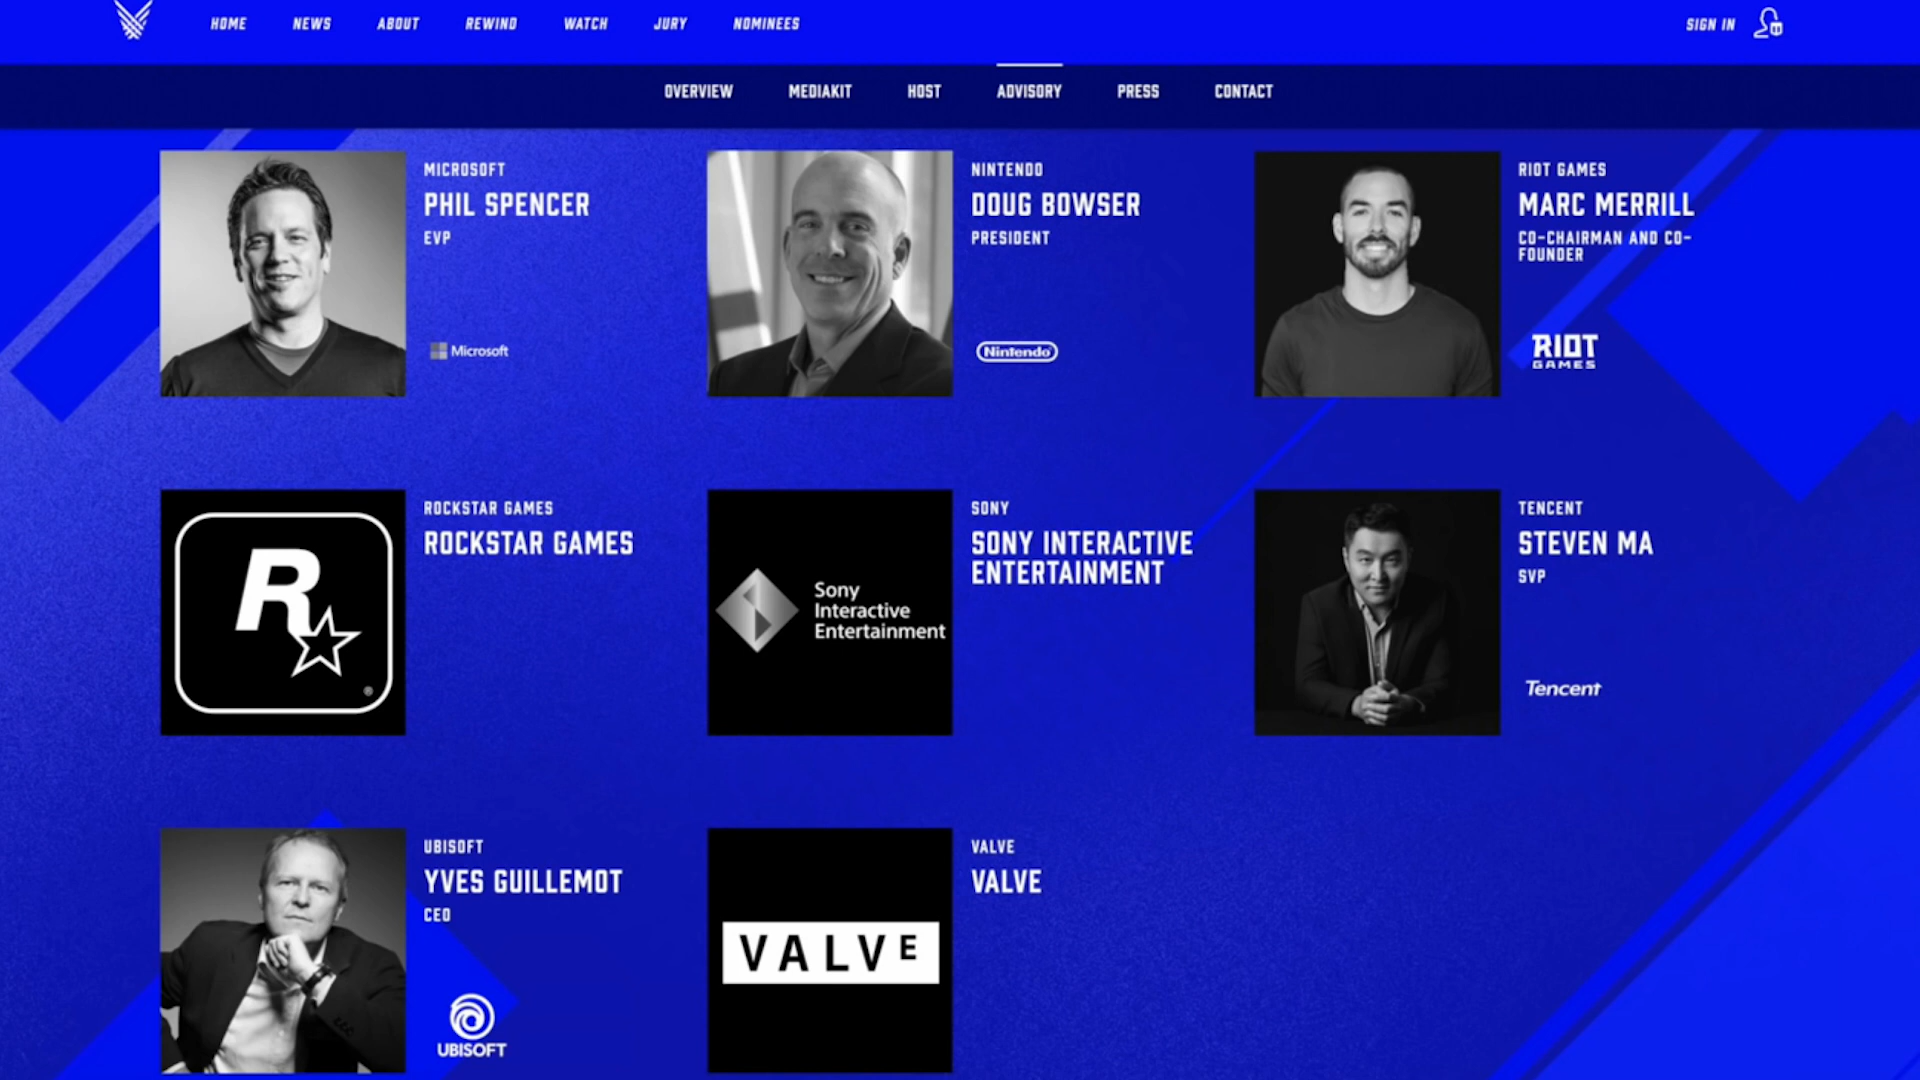 HOME NEWS ABOUT REWIND WATCH JURY NOMINEES SIGN IN
OVERVIEW MEDIAKIT HOST ADVISORY PRESS CONTACT
MICROSOFT
PHIL SPENCER
EVP
Microsoft
NINTENDO
DOUG BOWSER
PRESIDENT
Nintendo
RIOT GAMES
MARC MERRILL
CO-CHAIRMAN AND CO-
FOUNDER
RIOT
GAMES
R
®
ROCKSTAR GAMES
ROCKSTAR GAMES
Sony
Interactive
Entertainment
SONY
SONY INTERACTIVE
ENTERTAINMENT
TENCENT
STEVEN MA
SVP
Tencent
UBISOFT
YVES GUILLEMOT
CEO
UBISOFT
VALVE
VALVE
VALVE